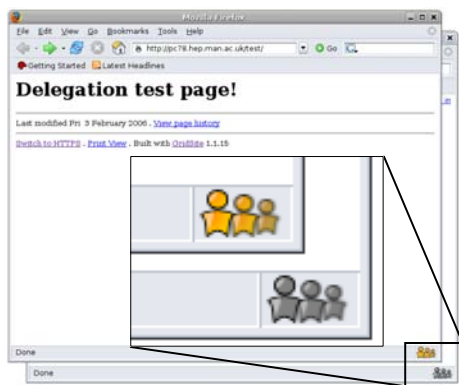 Mozilla Firefox
File Edit View Go Bookmarks Tools Help
http://pc78.hep.man.ac.uk/test/ Go
Getting Started Latest Headlines
Delegation test page!
Last modified Fri 3 February 2006 . View page history
Switch to HTTPS . Print View . Built with GridSite 1.1.15
Done
Done